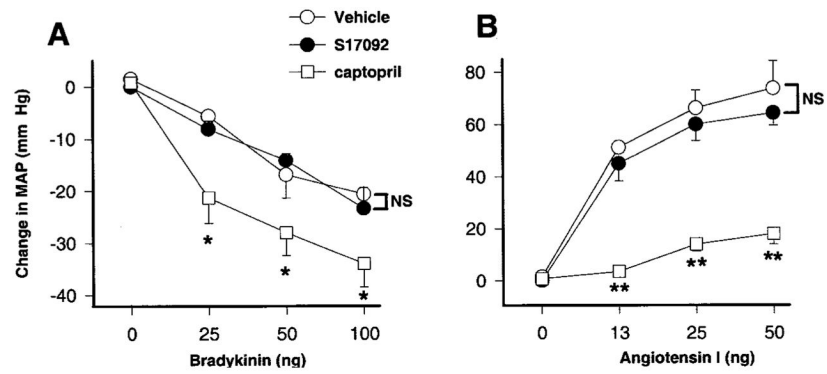 A
Vehicle
S17092
captopril
Change in MAP (mm Hg)
0
-10
-20
-30
-40
NS
*
*
*
0 25 50 100
Bradykinin (ng)
B
80
60
40
20
0
NS
**
**
**
0 13 25 50
Angiotensin I (ng)